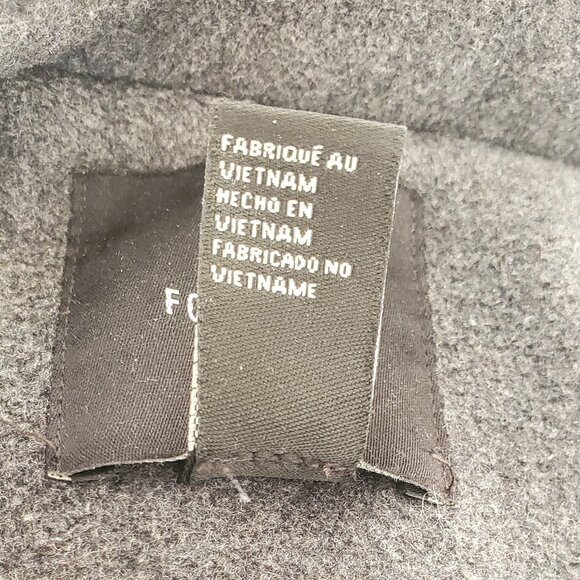 FABRIQUÉ AU
VIETNAM
HECHO EN
VIETNAM
FABRICADO NO
VIETNAME